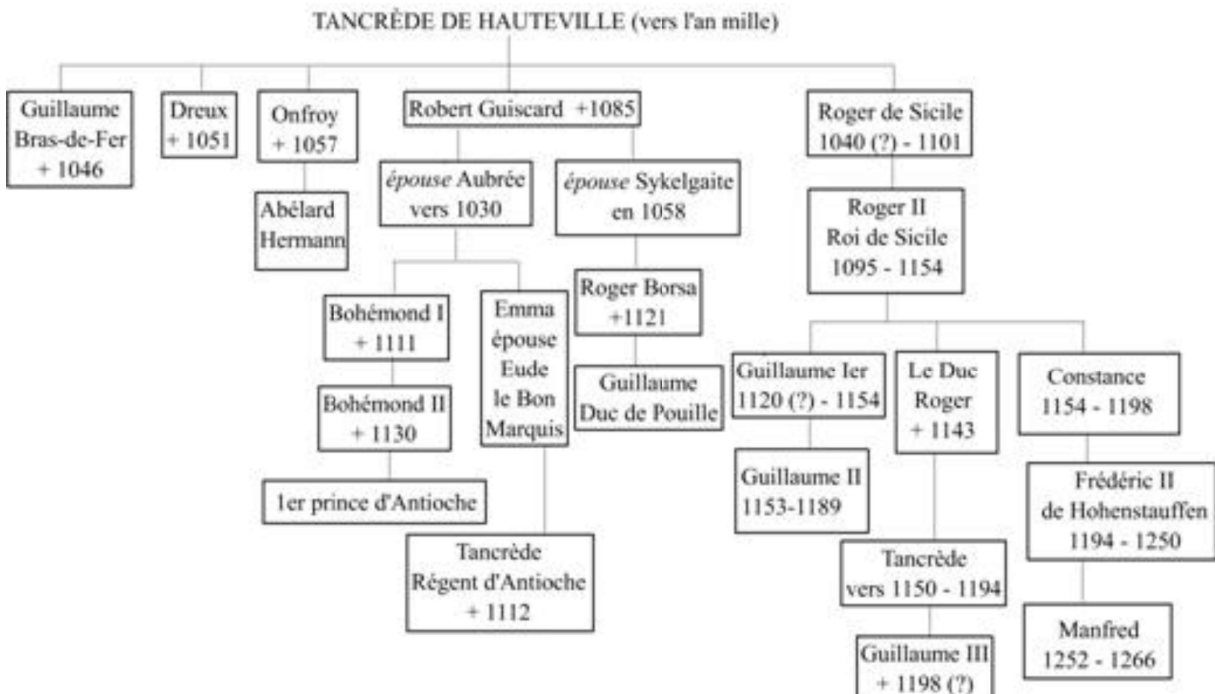 TANCRÈDE DE HAUTEVILLE (vers l'an mille)
Guillaume
Bras-de-Fer
+ 1046
Dreux
+ 1051
Onfroy
+ 1057
Robert Guiscard +1085
Roger de Sicile
1040 (?) - 1101
Abélard
Hermann
épouse Aubrée
vers 1030
épouse Sykelgaite
en 1058
Roger II
Roi de Sicile
1095 - 1154
Bohémond I
+ 1111
Emma
épouse
Eude
le Bon
Marquis
Roger Borsa
+1121
Guillaume Ier
1120 (?) - 1154
Le Duc
Roger
+ 1143
Constance
1154 - 1198
Bohémond II
+ 1130
Guillaume
Duc de Pouille
1er prince d'Antioche
Guillaume II
1153-1189
Frédéric II
de Hohenstauffen
1194 - 1250
Tancrède
Régent d'Antioche
+ 1112
Tancrède
vers 1150 - 1194
Manfred
1252 - 1266
Guillaume III
+ 1198 (?)